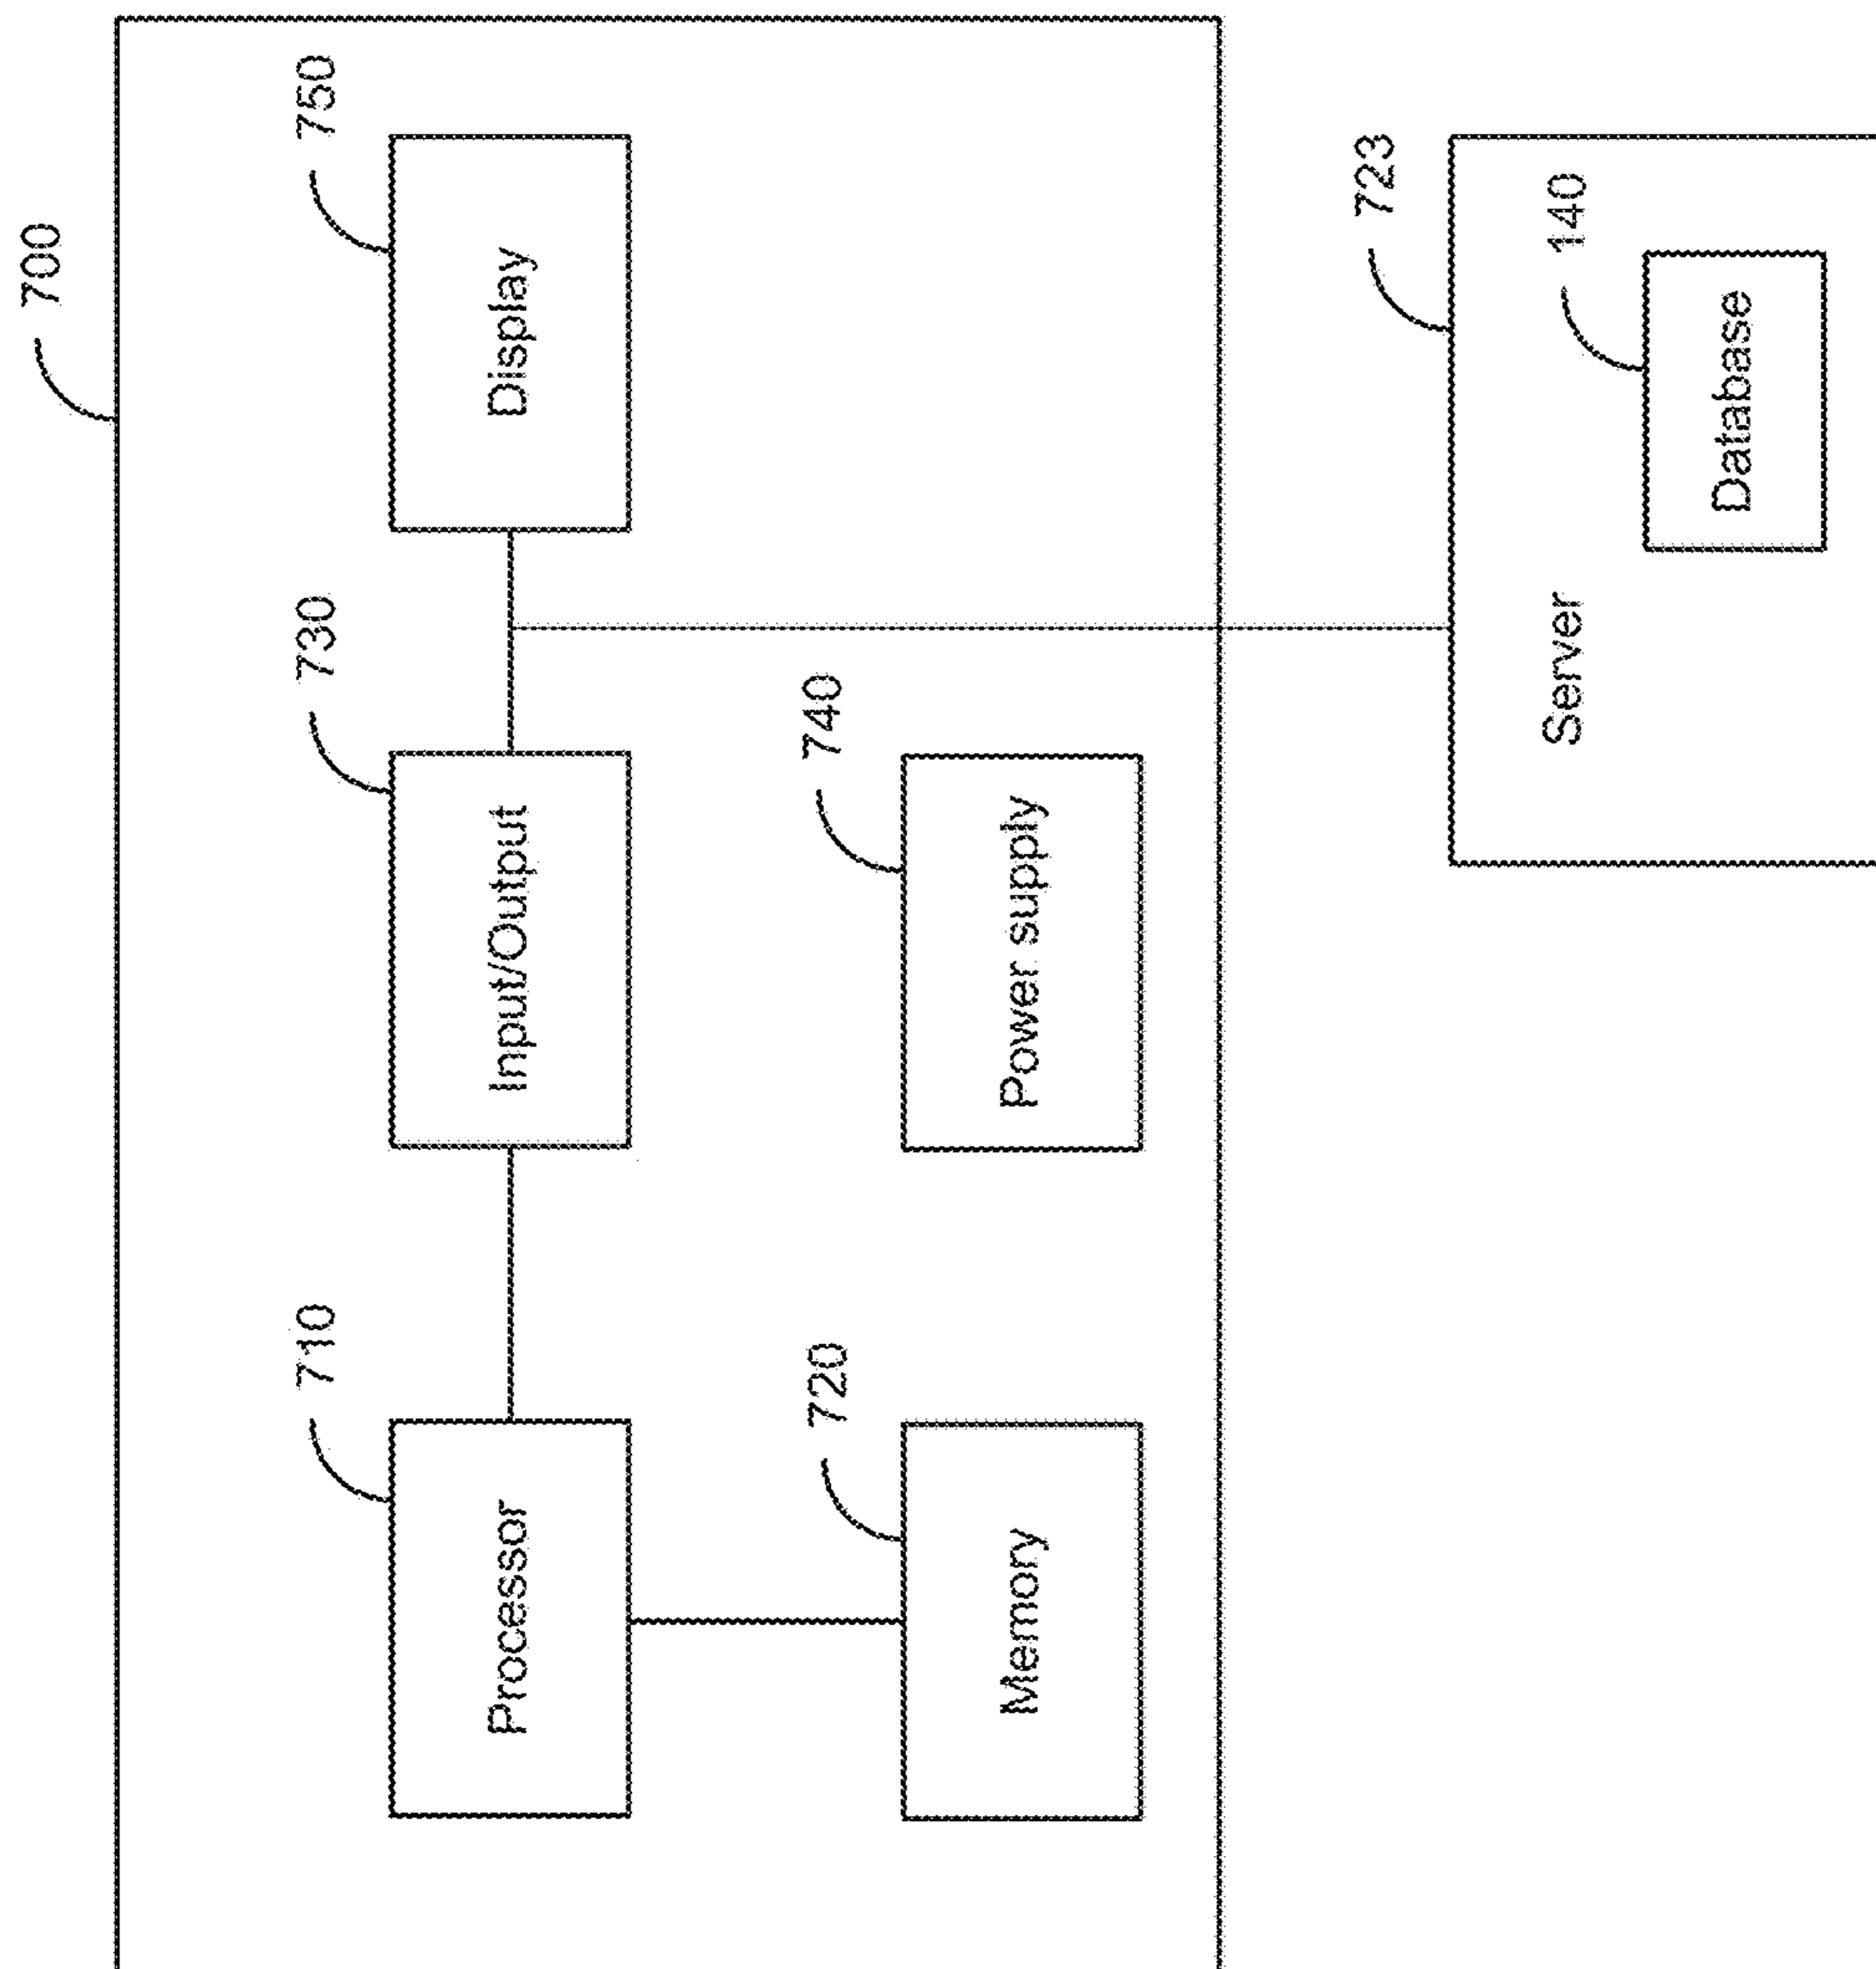 700
710
730
750
Processor
Input/Output
Display
720
740
Memory
Power supply
723
Server
140
Database